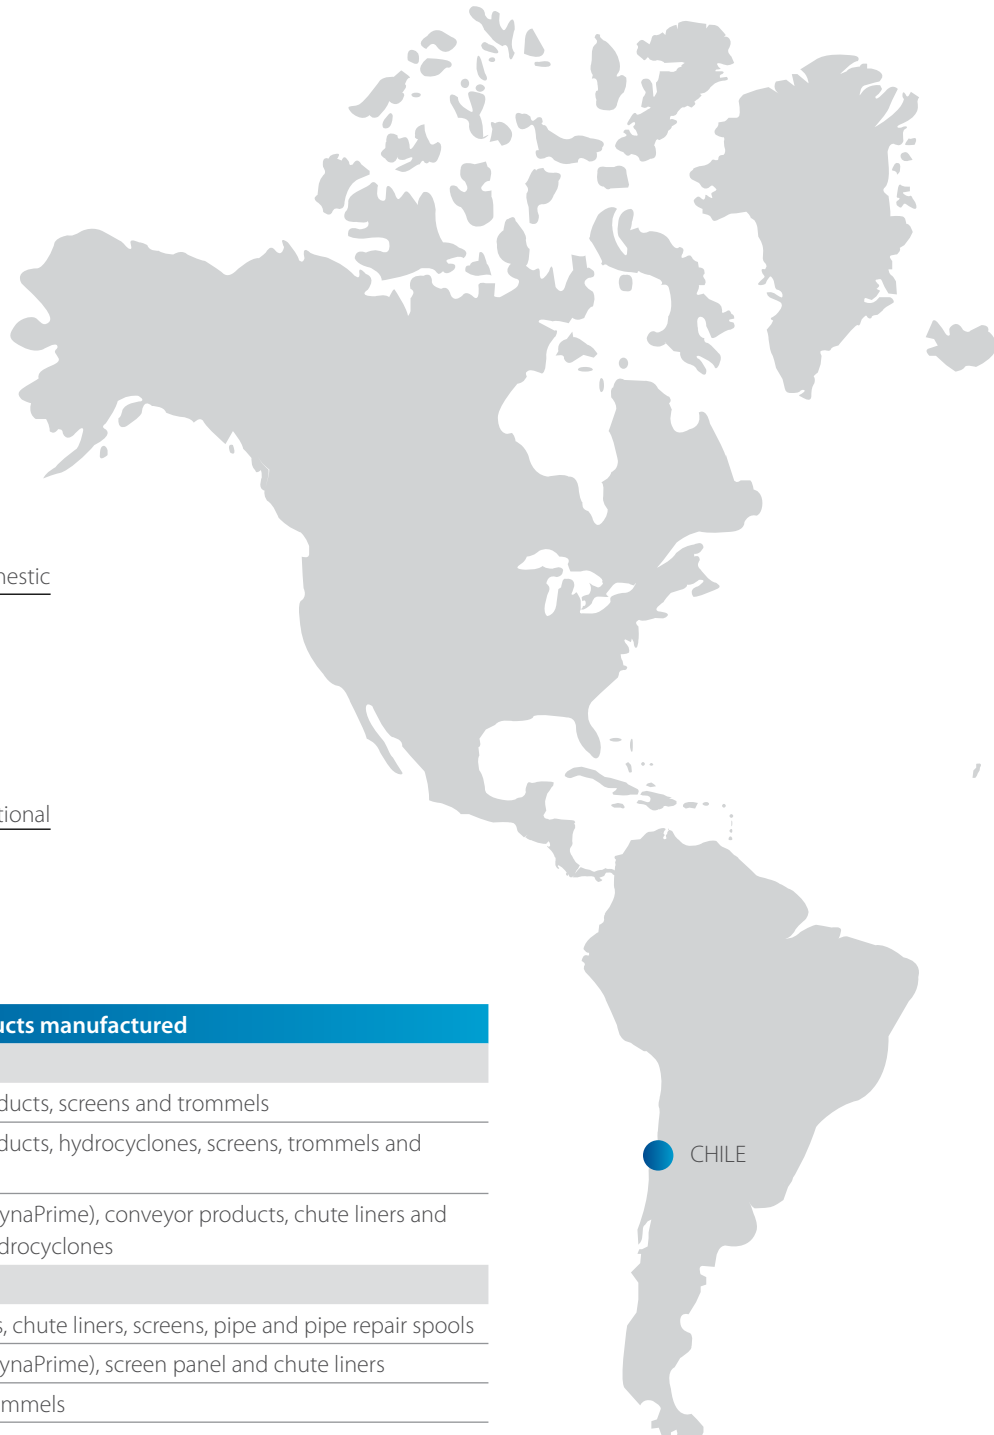 nestic
tional
ucts manufactured
ducts, screens and trommels
ducts, hydrocyclones, screens, trommels and
ynaPrime), conveyor products, chute liners and
drocyclones
s, chute liners, screens, pipe and pipe repair spools
ynaPrime), screen panel and chute liners
mmels
CHILE